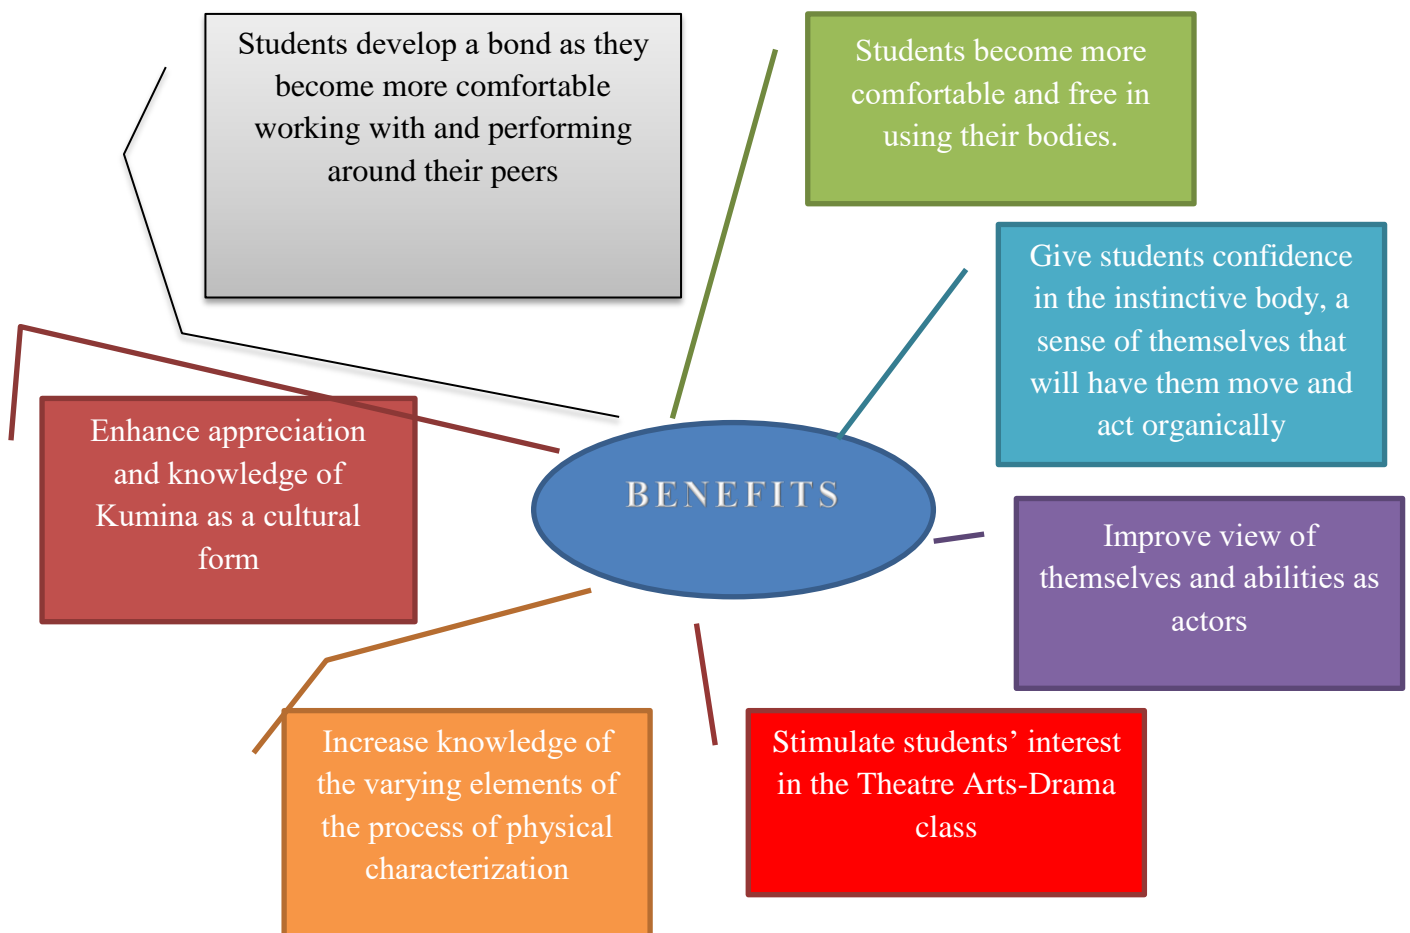 Students develop a bond as they
become more comfortable
working with and performing
around their peers
Students become more
comfortable and free in
using their bodies.
Give students confidence
in the instinctive body, a
sense of themselves that
will have them move and
act organically
Enhance appreciation
and knowledge of
Kumina as a cultural
form
BENEFITS
Improve view of
themselves and abilities as
actors
Increase knowledge of
the varying elements of
the process of physical
characterization
Stimulate students’ interest
in the Theatre Arts-Drama
class